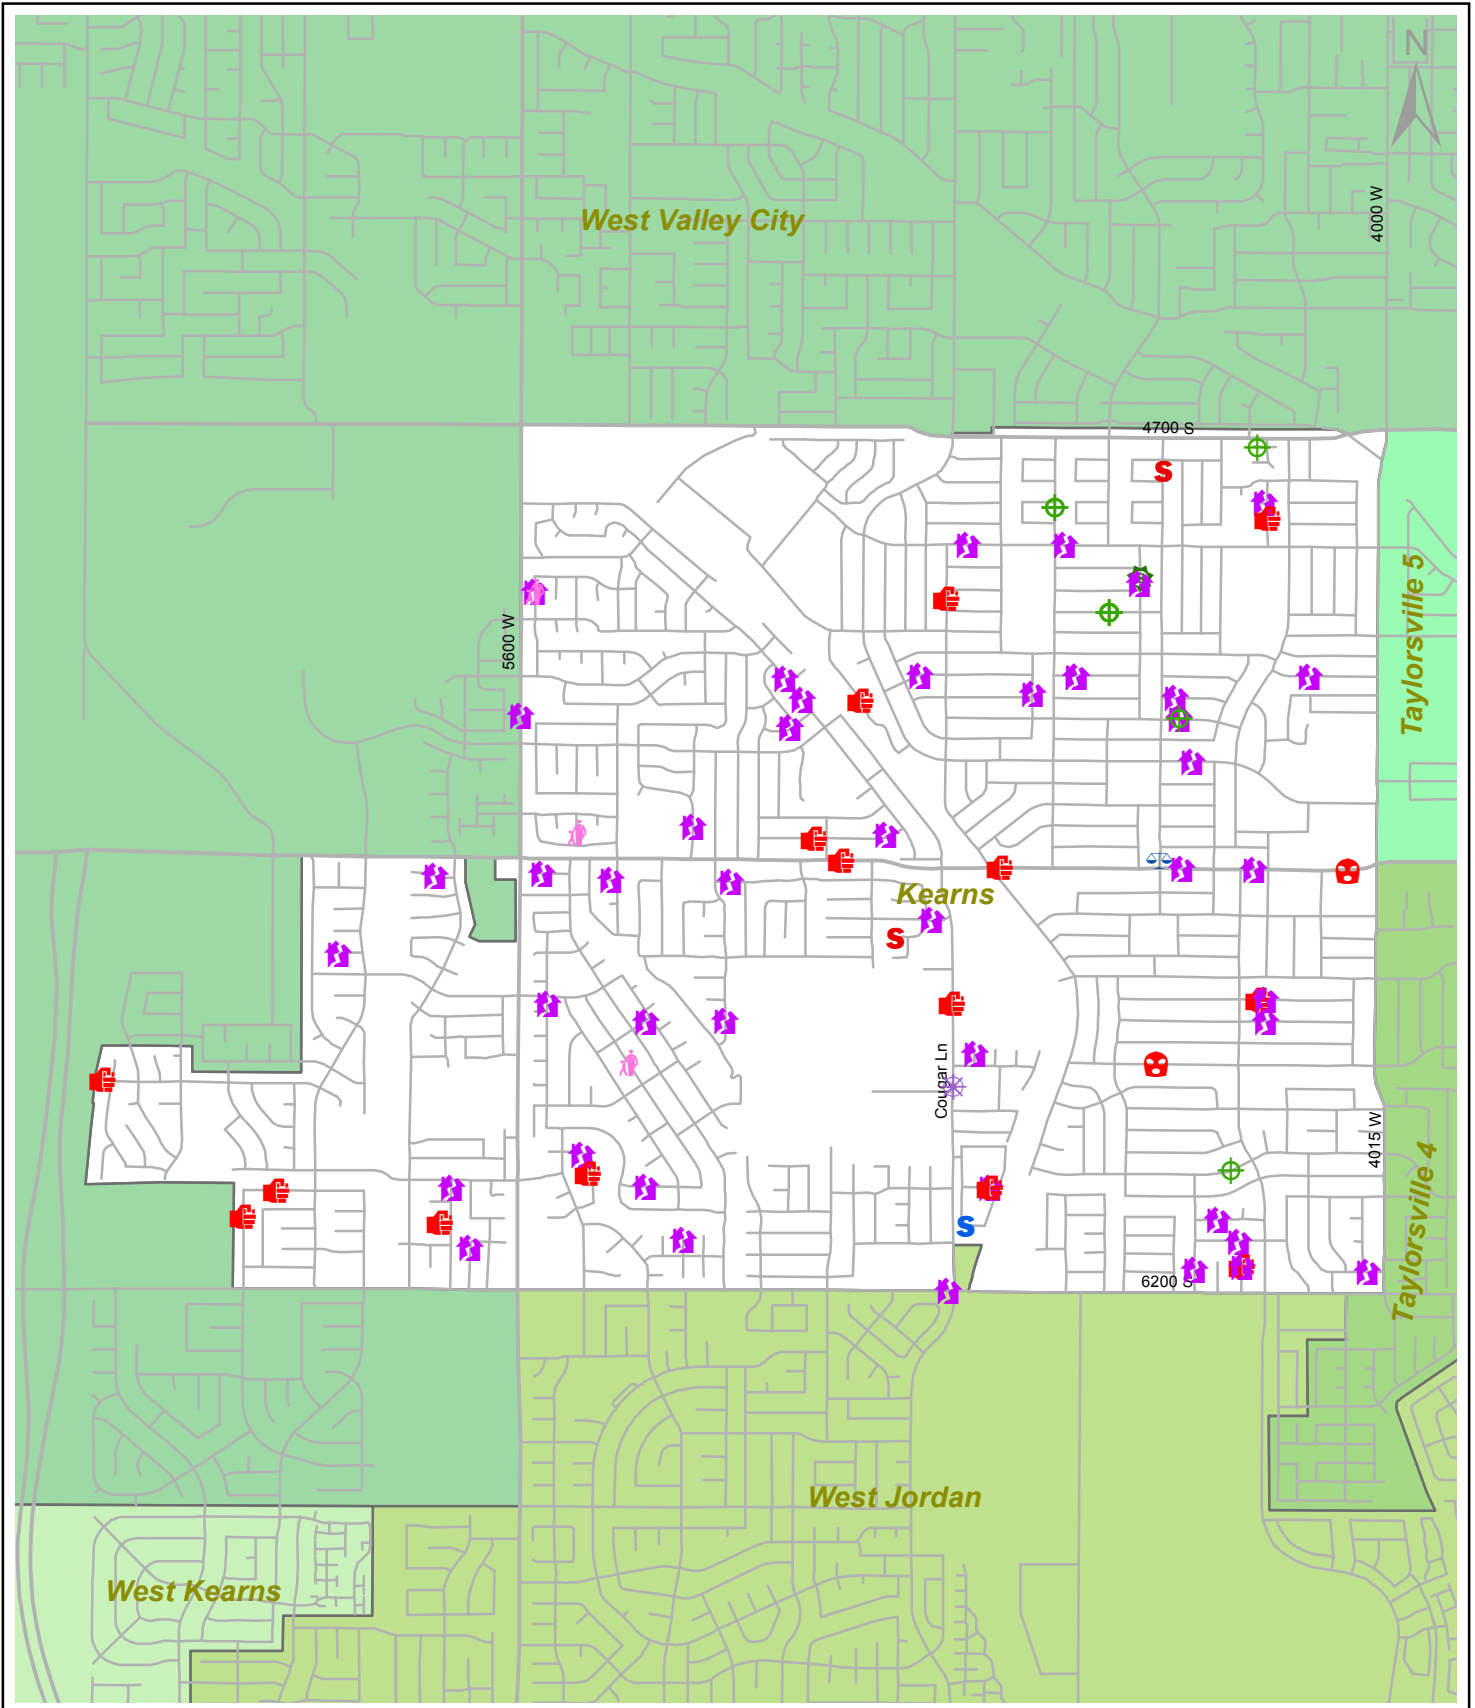 N
4000 W
West Valley City
4700 S
S
Taylorsville 5
5600 W
Kearns
S
Cougar Ln
4015 W
Taylorsville 4
S
6200 S
West Jordan
West Kearns